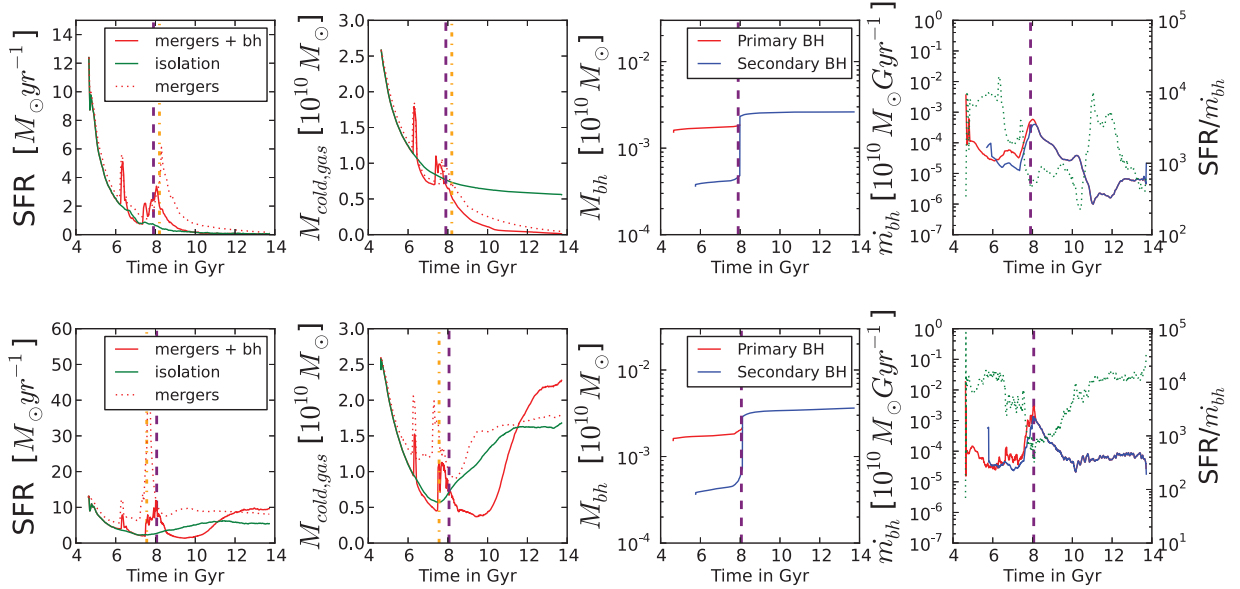 SFR [M⊙yr⁻¹]
14
12
10
8
6
4
2
0
mergers + bh
isolation
mergers
4 6 8 10 12 14
Time in Gyr
M_cold,gas [10¹⁰ M⊙]
3.0
2.5
2.0
1.5
1.0
0.5
0.0
4 6 8 10 12 14
Time in Gyr
M_bh [10¹⁰ M⊙]
10⁻²
10⁻³
10⁻⁴
Primary BH
Secondary BH
4 6 8 10 12 14
Time in Gyr
ṁ_bh [10¹⁰ M⊙Gyr⁻¹]
10⁰
10⁻¹
10⁻²
10⁻³
10⁻⁴
10⁻⁵
10⁻⁶
10⁻⁷
4 6 8 10 12 14
Time in Gyr
10⁵
10⁴
10³
10²
SFR/ṁ_bh
SFR [M⊙yr⁻¹]
60
50
40
30
20
10
0
mergers + bh
isolation
mergers
4 6 8 10 12 14
Time in Gyr
M_cold,gas [10¹⁰ M⊙]
3.0
2.5
2.0
1.5
1.0
0.5
0.0
4 6 8 10 12 14
Time in Gyr
M_bh [10¹⁰ M⊙]
10⁻²
10⁻³
10⁻⁴
Primary BH
Secondary BH
4 6 8 10 12 14
Time in Gyr
ṁ_bh [10¹⁰ M⊙Gyr⁻¹]
10⁰
10⁻¹
10⁻²
10⁻³
10⁻⁴
10⁻⁵
10⁻⁶
10⁻⁷
4 6 8 10 12 14
Time in Gyr
10⁵
10⁴
10³
10²
10¹
SFR/ṁ_bh